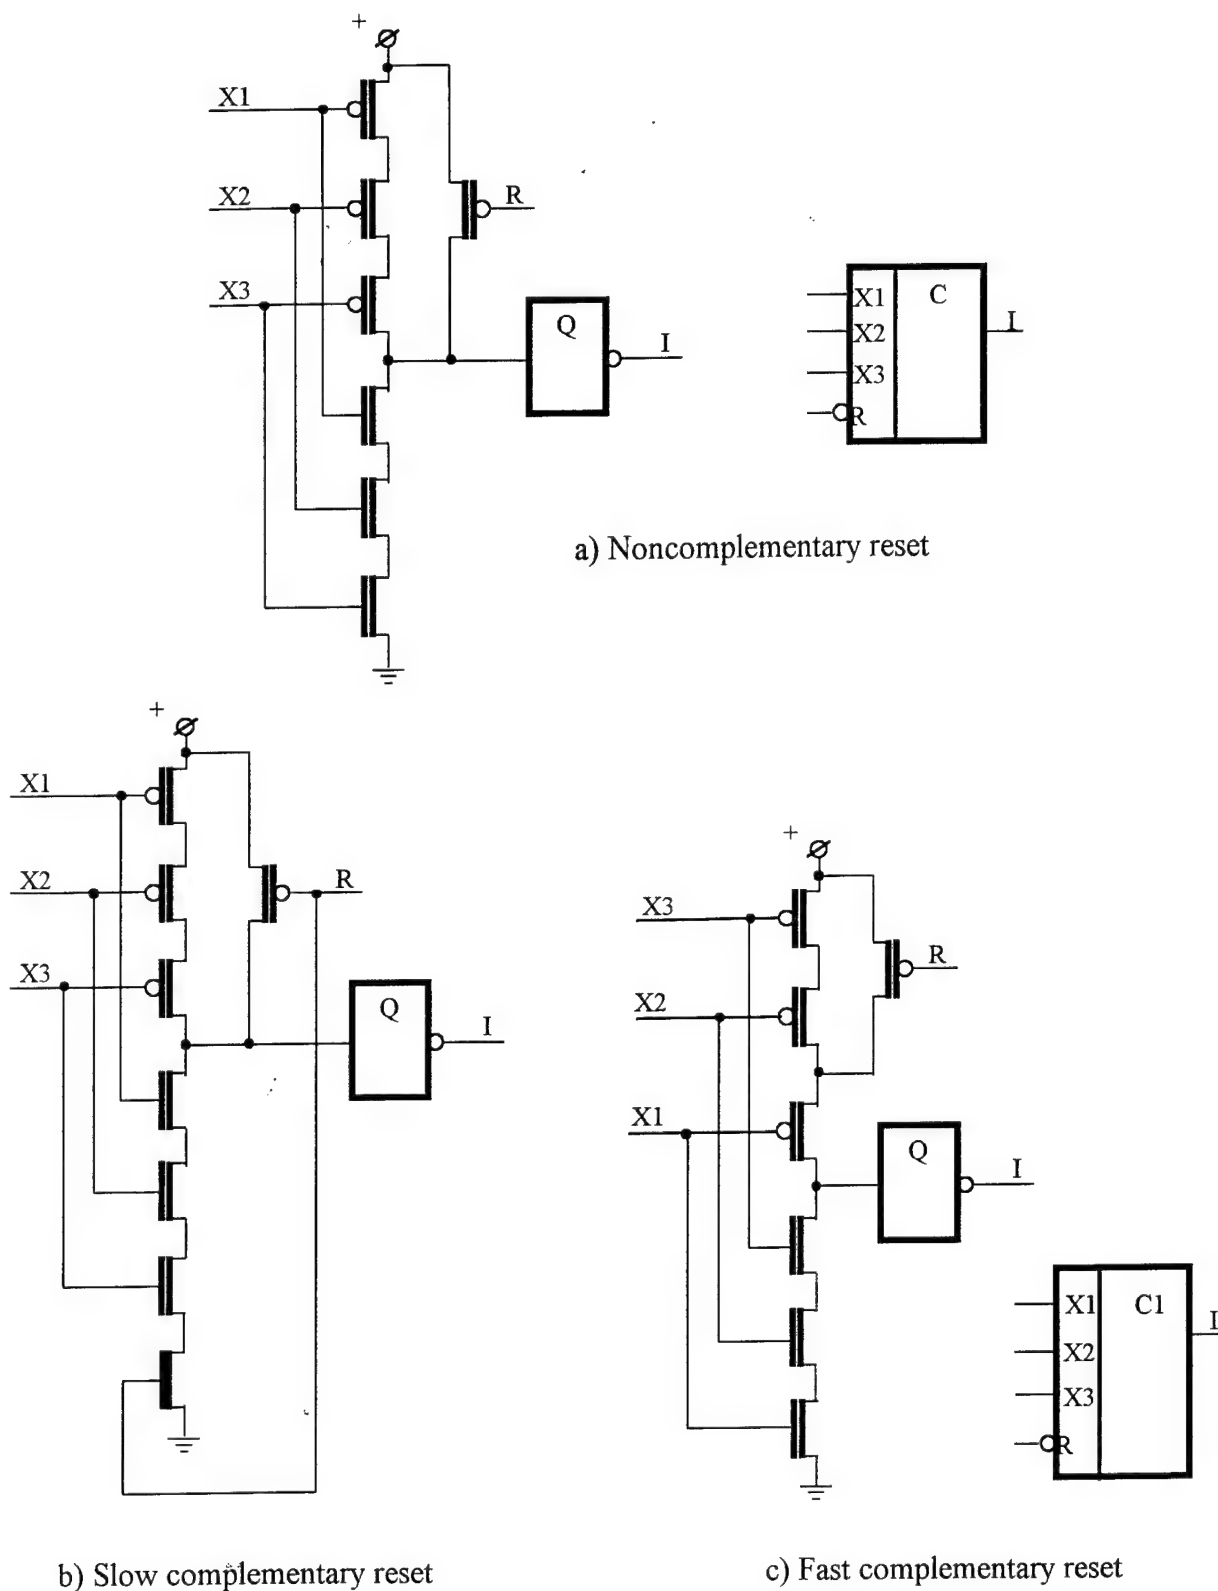 +
X1
X2
R
X3
Q
I
X1
C
X2
X3
R
I
a) Noncomplementary reset
+
X1
X2
R
X3
Q
I
b) Slow complementary reset
+
X3
R
X2
X1
Q
I
X1
C1
X2
X3
R
I
c) Fast complementary reset